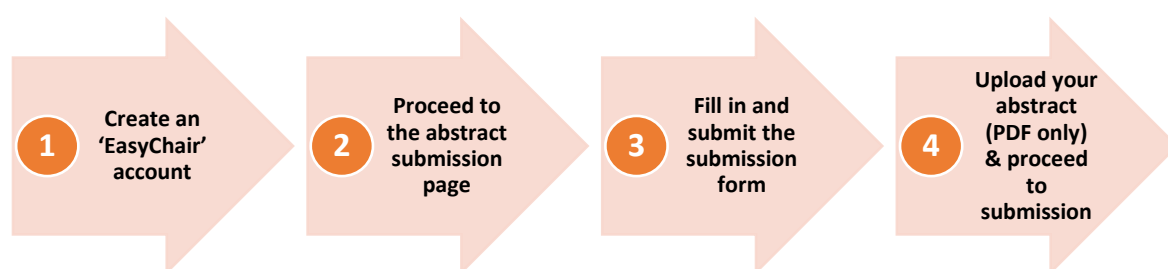 1
Create an
‘EasyChair’
account
2
Proceed to
the abstract
submission
page
3
Fill in and
submit the
submission
form
4
Upload your
abstract
(PDF only)
& proceed
to
submission